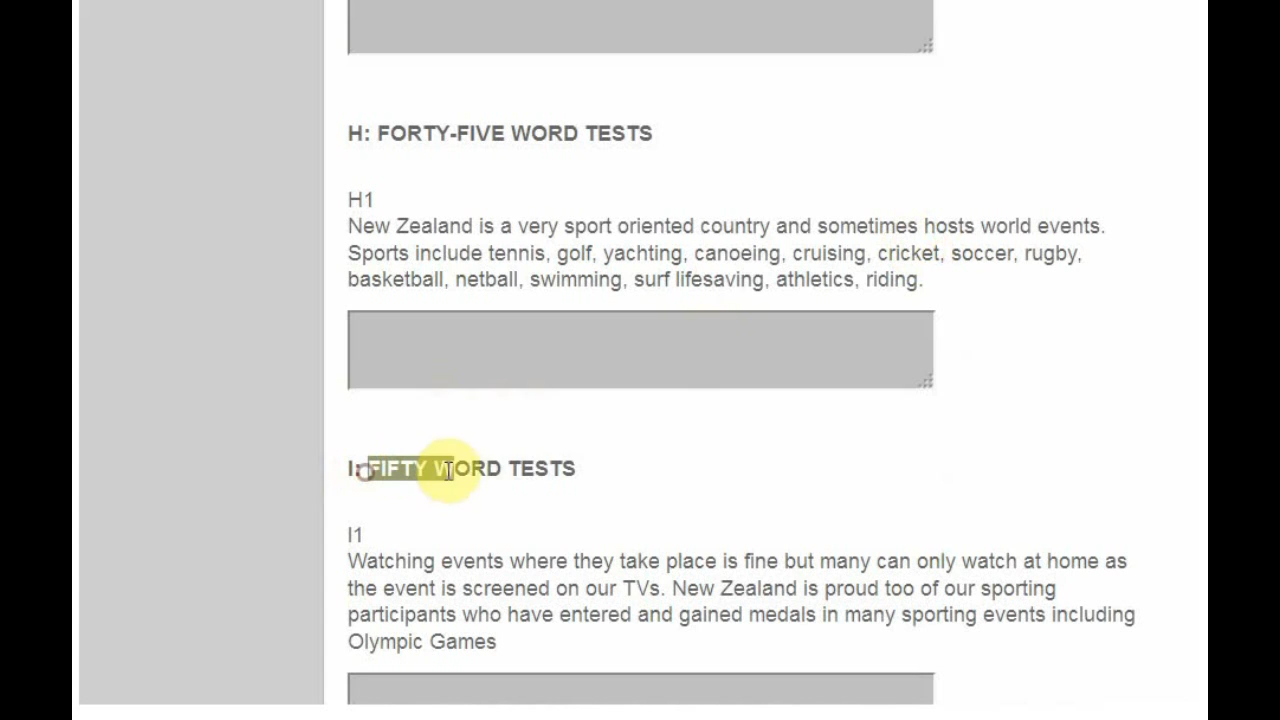 H: FORTY-FIVE WORD TESTS
H1
New Zealand is a very sport oriented country and sometimes hosts world events.
Sports include tennis, golf, yachting, canoeing, cruising, cricket, soccer, rugby,
basketball, netball, swimming, surf lifesaving, athletics, riding.
I: FIFTY WORD TESTS
I1
Watching events where they take place is fine but many can only watch at home as
the event is screened on our TVs. New Zealand is proud too of our sporting
participants who have entered and gained medals in many sporting events including
Olympic Games